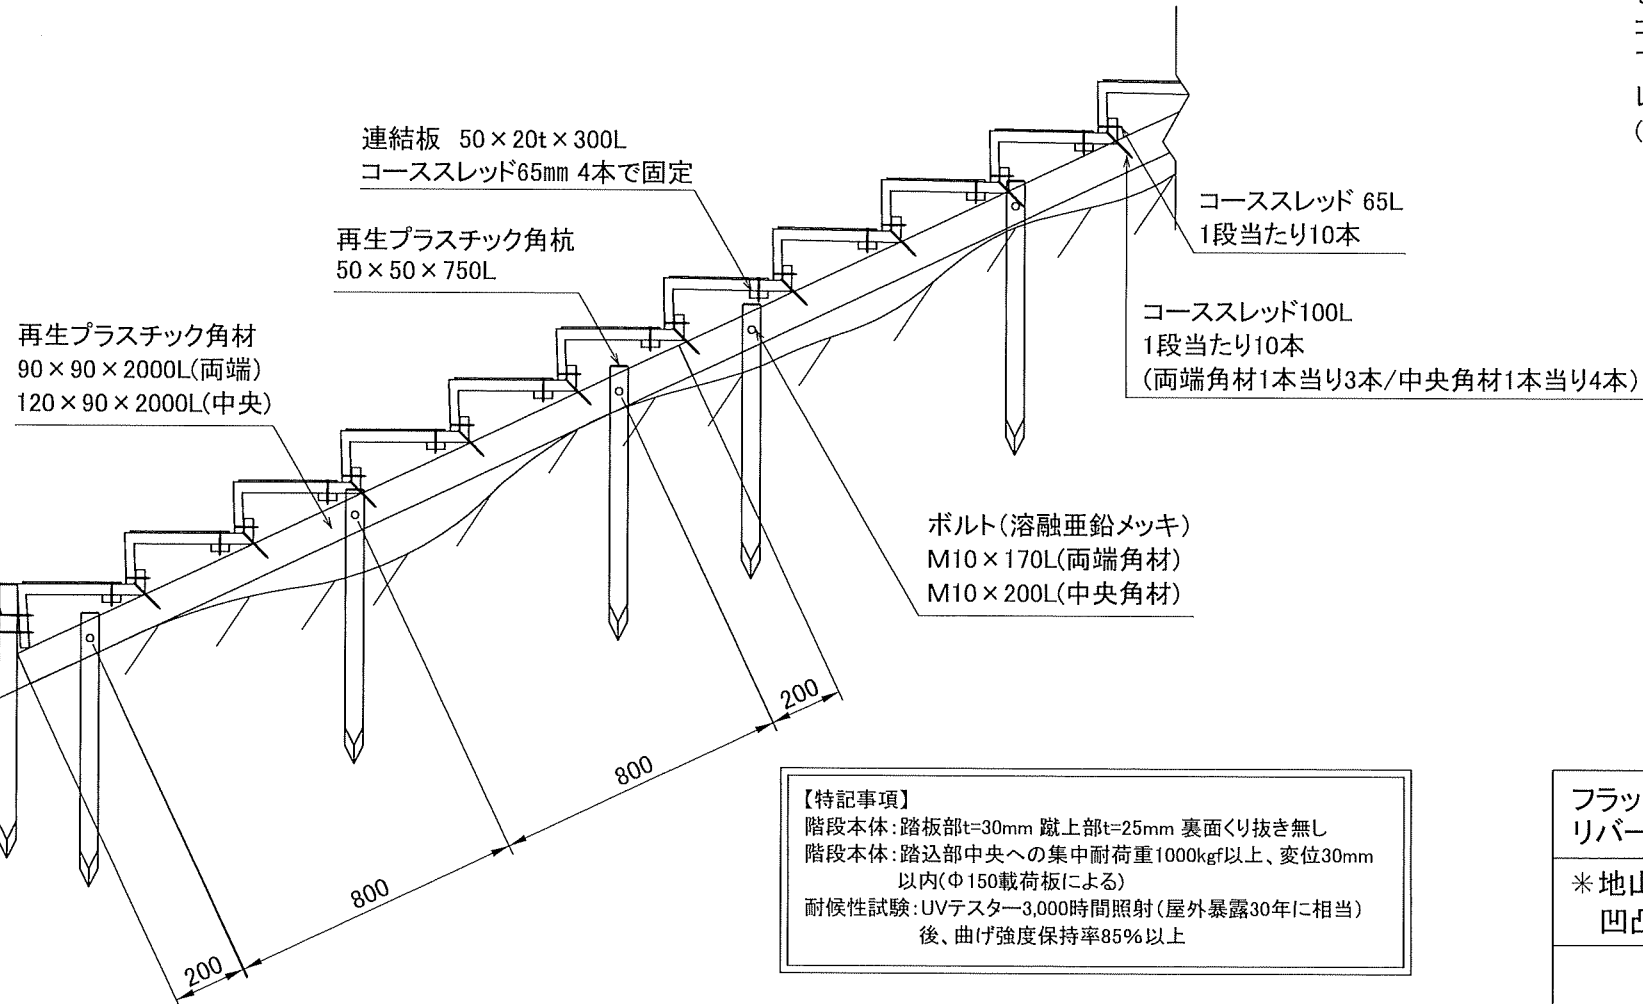 連結板 50×20t×300L
コーススレッド65mm 4本で固定
再生プラスチック角杭
50×50×750L
再生プラスチック角材
90×90×2000L(両端)
120×90×2000L(中央)
コーススレッド 65L
1段当たり10本
コーススレッド100L
1段当たり10本
(両端角材1本当り3本/中央角材1本当り4本)
ボルト(溶融亜鉛メッキ)
M10×170L(両端角材)
M10×200L(中央角材)
200
800
800
200
【特記事項】
階段本体:踏板部t=30mm 蹴上部t=25mm 裏面くり抜き無し
階段本体:踏込部中央への集中耐荷重1000kgf以上、変位30mm
以内(Φ150載荷板による)
耐候性試験:UVテスター3,000時間照射(屋外暴露30年に相当)
後、曲げ強度保持率85%以上
フラッ
リバー
*地山
凹凸